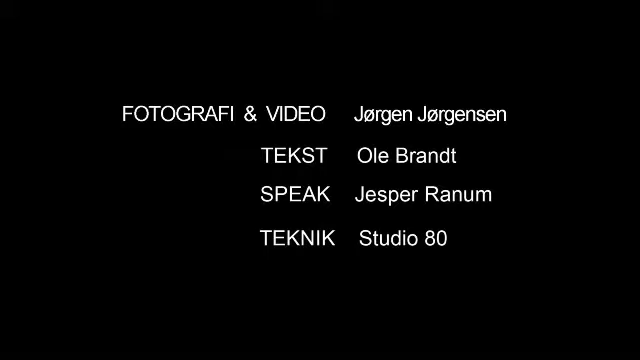 FOTOGRAFI & VIDEO Jørgen Jørgensen
TEKST Ole Brandt
SPEAK Jesper Ranum
TEKNIK Studio 80